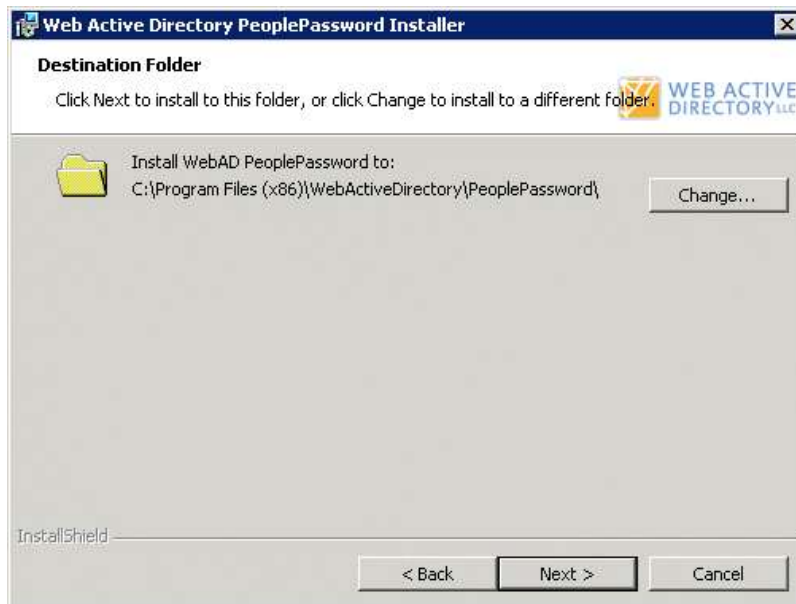 Web Active Directory PeoplePassword Installer
Destination Folder
Click Next to install to this folder, or click Change to install to a different folder.
WEB ACTIVE
DIRECTORY LLC
Install WebAD PeoplePassword to:
C:\Program Files (x86)\WebActiveDirectory\PeoplePassword\
Change...
InstallShield
< Back
Next >
Cancel